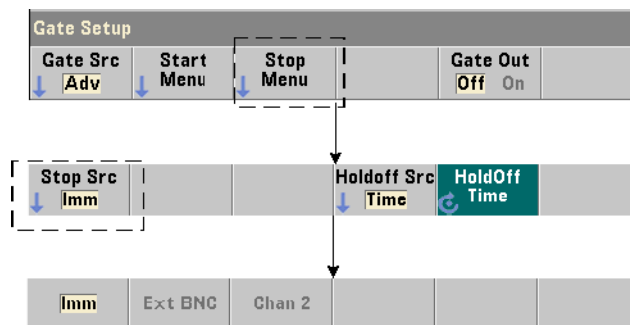 Gate Setup
Gate Src Start Stop Gate Out
Adv Menu Menu Off On
Stop Src Holdoff Src HoldOff
Imm Time Time
Imm Ext BNC Chan 2